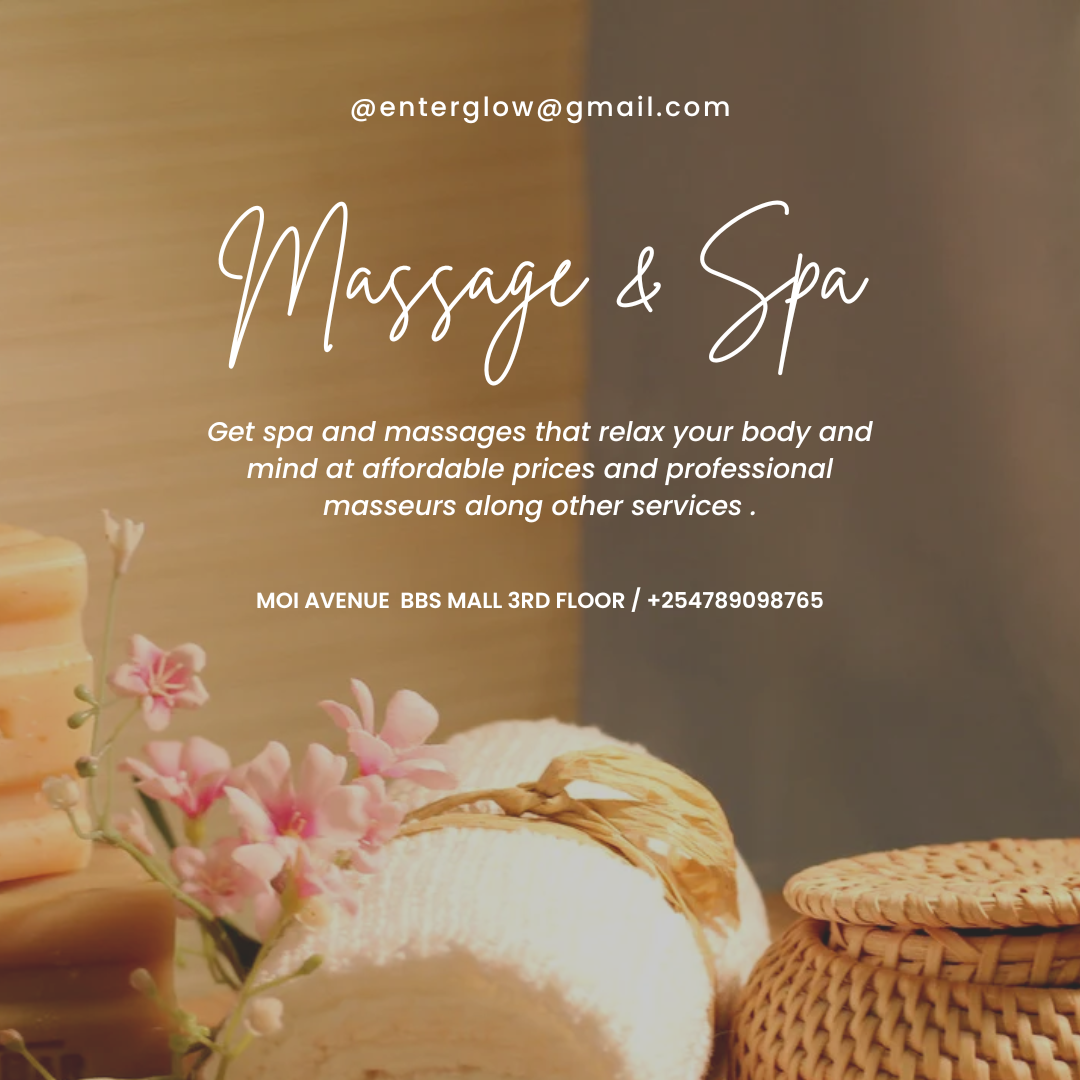 @enterglow@gmail.com
Massage & Spa
Get spa and massages that relax your body and
mind at affordable prices and professional
masseurs along other services .
MOI AVENUE  BBS MALL 3RD FLOOR / +254789098765